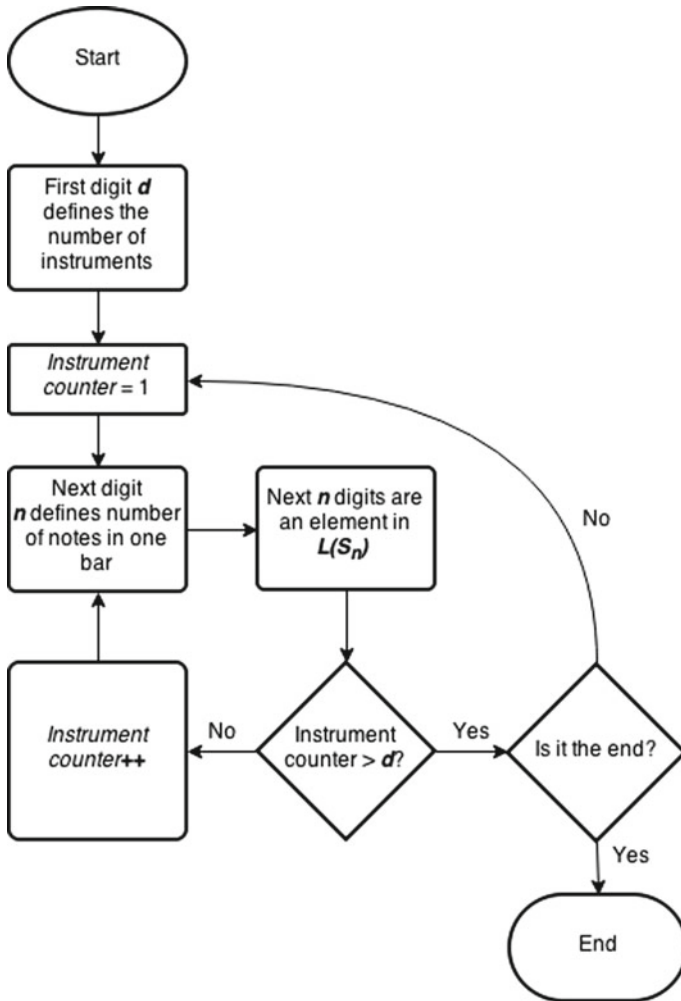 Start
First digit d
defines the
number of
instruments
Instrument
counter = 1
Next digit
n defines number
of notes in one
bar
Next n digits are
an element in
L(Sn)
No
Instrument
counter++
No
Instrument
counter > d?
Yes
Is it the end?
Yes
End